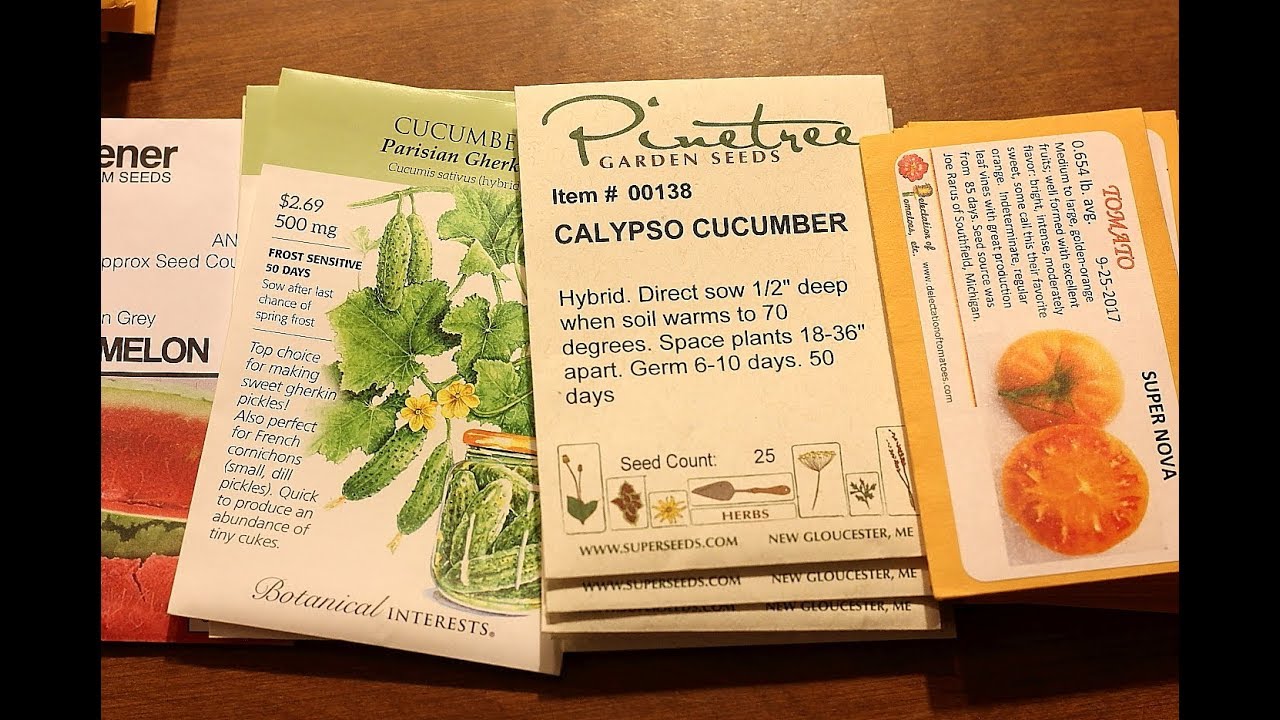 ener
M SEEDS
AN
pprox Seed Cou
n Grey
MELON
CUCUMBE
Parisian Gherk
Cucumis sativus (hybrid
$2.69
500 mg
FROST SENSITIVE
50 DAYS
Sow after last
chance of
spring frost
Top choice
for making
sweet gherkin
pickles!
Also perfect
for French
cornichons
(small, dill
pickles). Quick
to produce an
abundance of
tiny cukes.
Botanical INTERESTS®
Pinetree
GARDEN SEEDS
Item # 00138
CALYPSO CUCUMBER
Hybrid. Direct sow 1/2" deep
when soil warms to 70
degrees. Space plants 18-36"
apart. Germ 6-10 days. 50
days
Seed Count: 25
HERBS
WWW.SUPERSEEDS.COM NEW GLOUCESTER, ME
WWW.SUPERSEEDS.COM NEW GLOUCESTER, ME
WWW.SUPERSEEDS.COM NEW GLOUCESTER, ME
TOMATO
9-25-2017
SUPER NOVA
0.654 lb. avg.
Medium to large, golden-orange
fruits; well formed with excellent
flavor: bright, intense, moderately
sweet, some call this their favorite
orange. Indeterminate, regular
leaf vines with great production
from 85 days. Seed source was
Joe Rarus of Southfield, Michigan.
Delectation of
Tomatoes, etc.
www.delectationoftomatoes.com